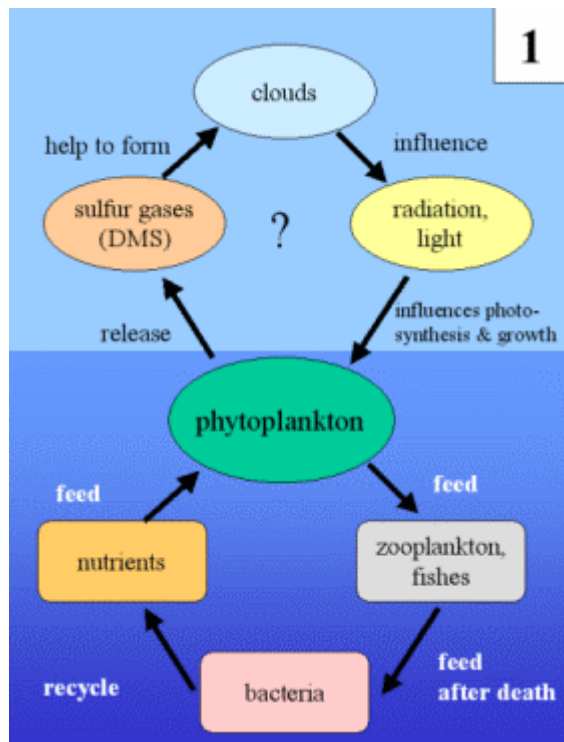 1
clouds
help to form
influence
sulfur gases
(DMS)
?
radiation,
light
release
influences photo-
synthesis & growth
phytoplankton
feed
feed
nutrients
zooplankton,
fishes
recycle
bacteria
feed
after death